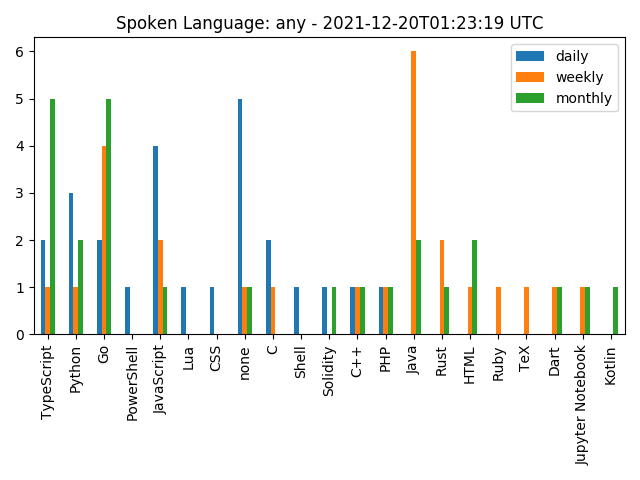 Spoken Language: any - 2021-12-20T01:23:19 UTC
daily
weekly
monthly
6
5
4
3
2
1
0
TypeScript
Python
Go
PowerShell
JavaScript
Lua
CSS
none
C
Shell
Solidity
C++
PHP
Java
Rust
HTML
Ruby
TeX
Dart
Jupyter Notebook
Kotlin